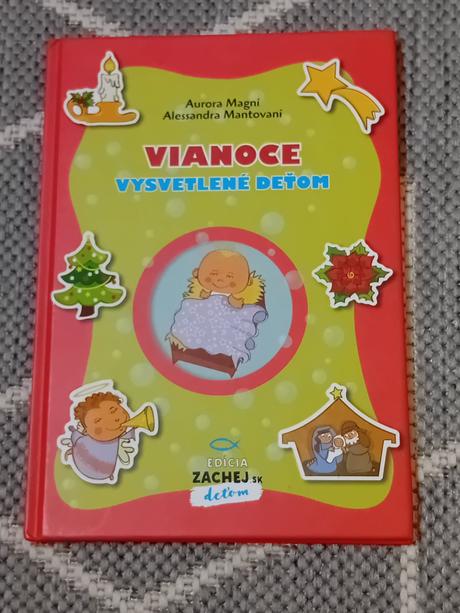 Aurora Magni
Alessandra Mantovani
VIANOCE
VYSVETLENÉ DEŤOM
EDÍCIA
ZACHEJ.SK
deťom